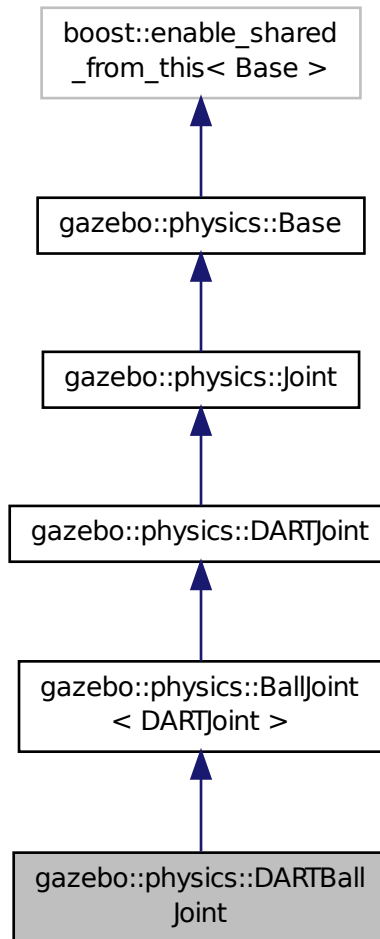 boost::enable_shared
_from_this< Base >
gazebo::physics::Base
gazebo::physics::Joint
gazebo::physics::DARTJoint
gazebo::physics::BallJoint
< DARTJoint >
gazebo::physics::DARTBall
Joint